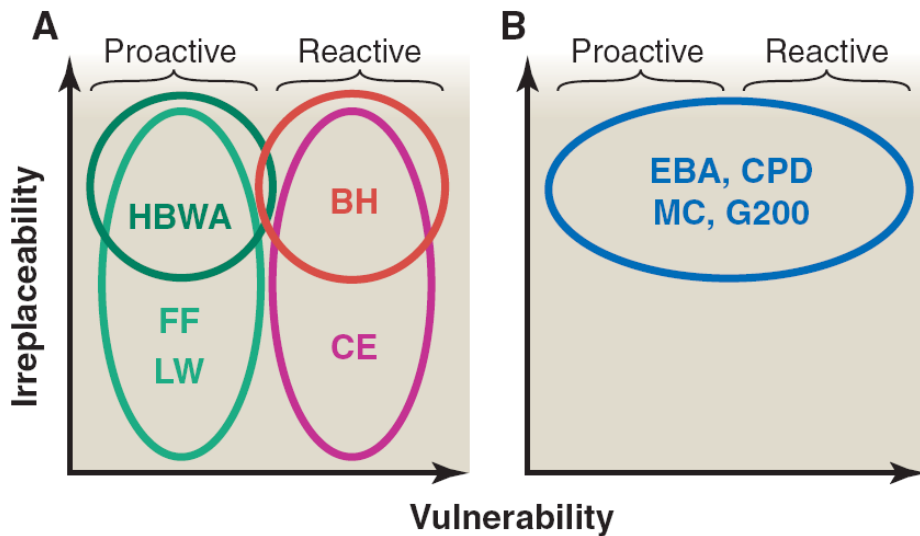 A
Proactive
Reactive
HBWA
BH
FF
LW
CE
B
Proactive
Reactive
EBA, CPD
MC, G200
Irreplaceability
Vulnerability